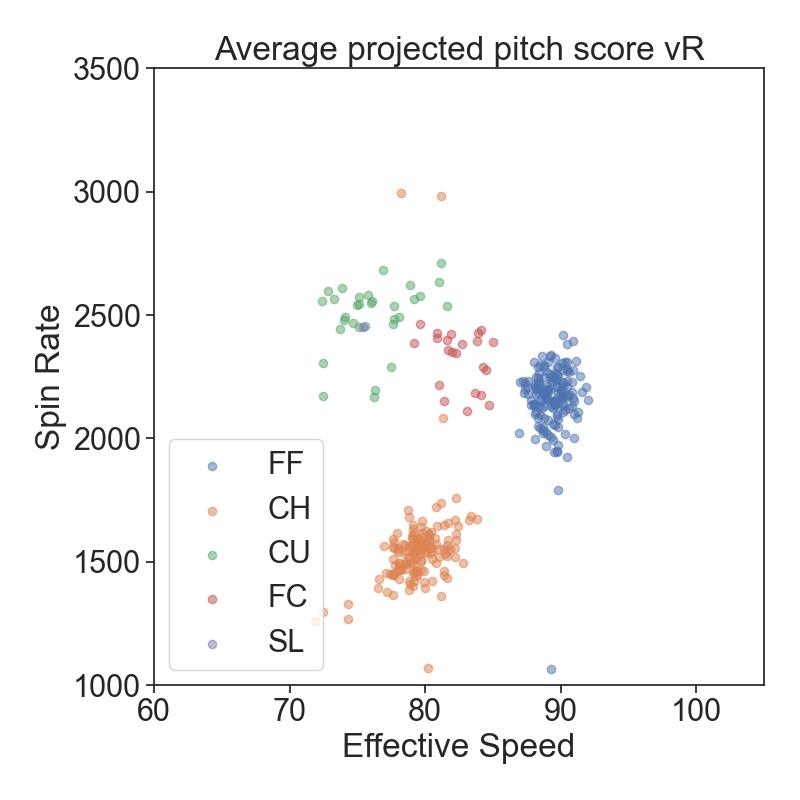 Average projected pitch score vR
3500
3000
2500
2000
1500
1000
Spin Rate
FF
CH
CU
FC
SL
60 70 80 90 100
Effective Speed